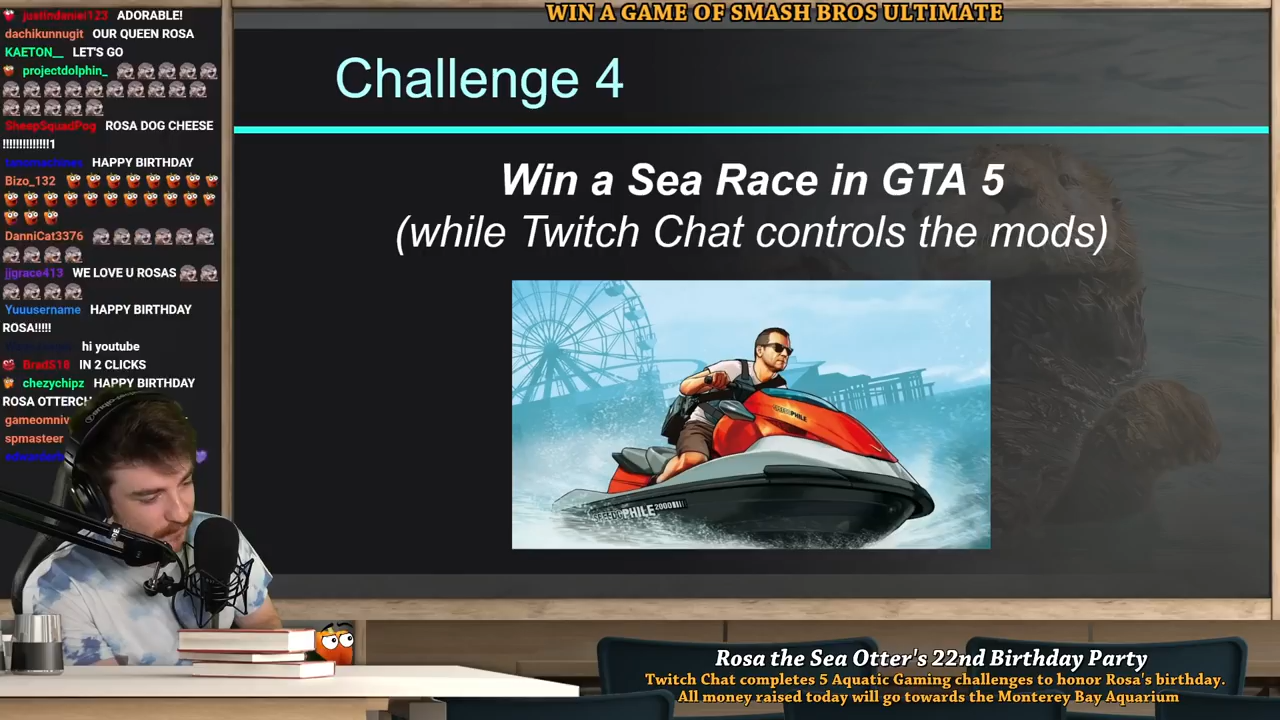 WIN A GAME OF SMASH BROS ULTIMATE
justindaniel123 ADORABLE!
dachikunnugit OUR QUEEN ROSA
KAETON__ LET'S GO
projectdolphin_
SheepSquadPog ROSA DOG CHEESE
!!!!!!!!!!!!!!1
HAPPY BIRTHDAY
Bizo_132
DanniCat3376
jjgrace413 WE LOVE U ROSAS
Yuuusername HAPPY BIRTHDAY
ROSA!!!!!
hi youtube
BradS18 IN 2 CLICKS
chezychipz HAPPY BIRTHDAY
ROSA OTTERCH
gameomniv
spmasteer
Challenge 4
Win a Sea Race in GTA 5
(while Twitch Chat controls the mods)
SPEEDOPHILE 2000
Rosa the Sea Otter's 22nd Birthday Party
Twitch Chat completes 5 Aquatic Gaming challenges to honor Rosa's birthday.
All money raised today will go towards the Monterey Bay Aquarium